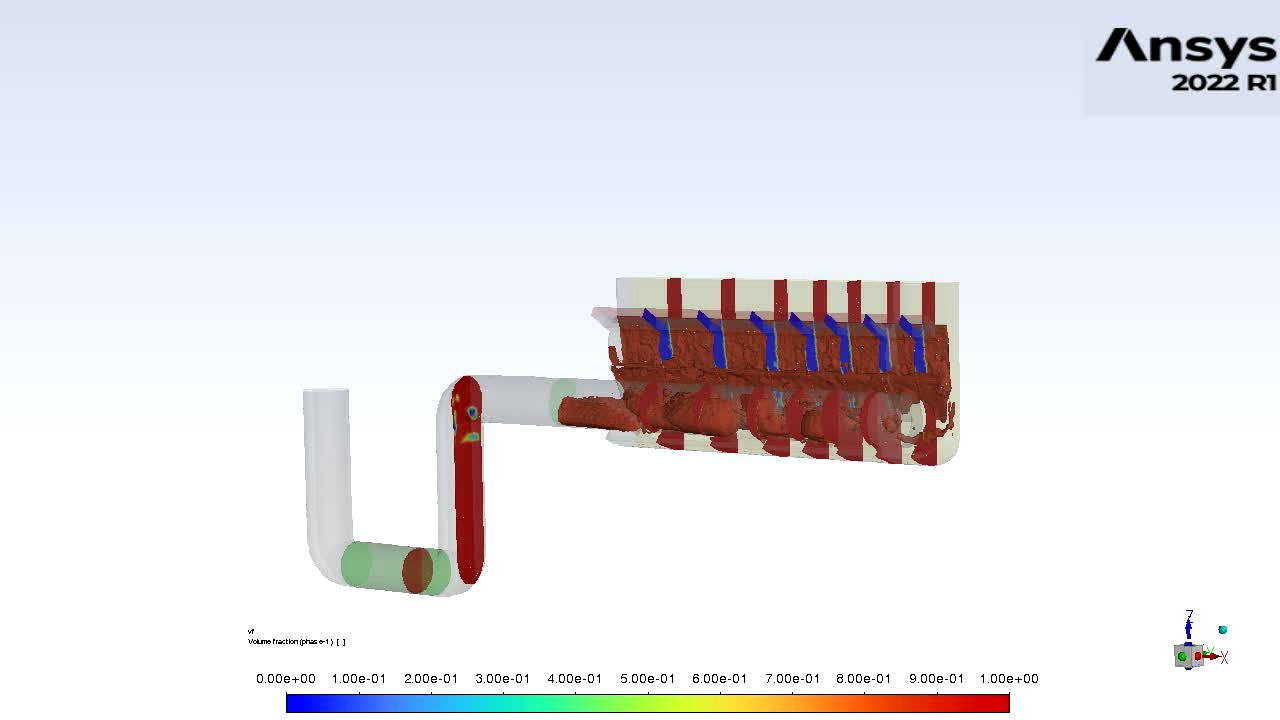 Ansys
2022 R1
vf
Volume fraction (phase-1) [ ]
0.00e+00 1.00e-01 2.00e-01 3.00e-01 4.00e-01 5.00e-01 6.00e-01 7.00e-01 8.00e-01 9.00e-01 1.00e+00
Z
Y
X